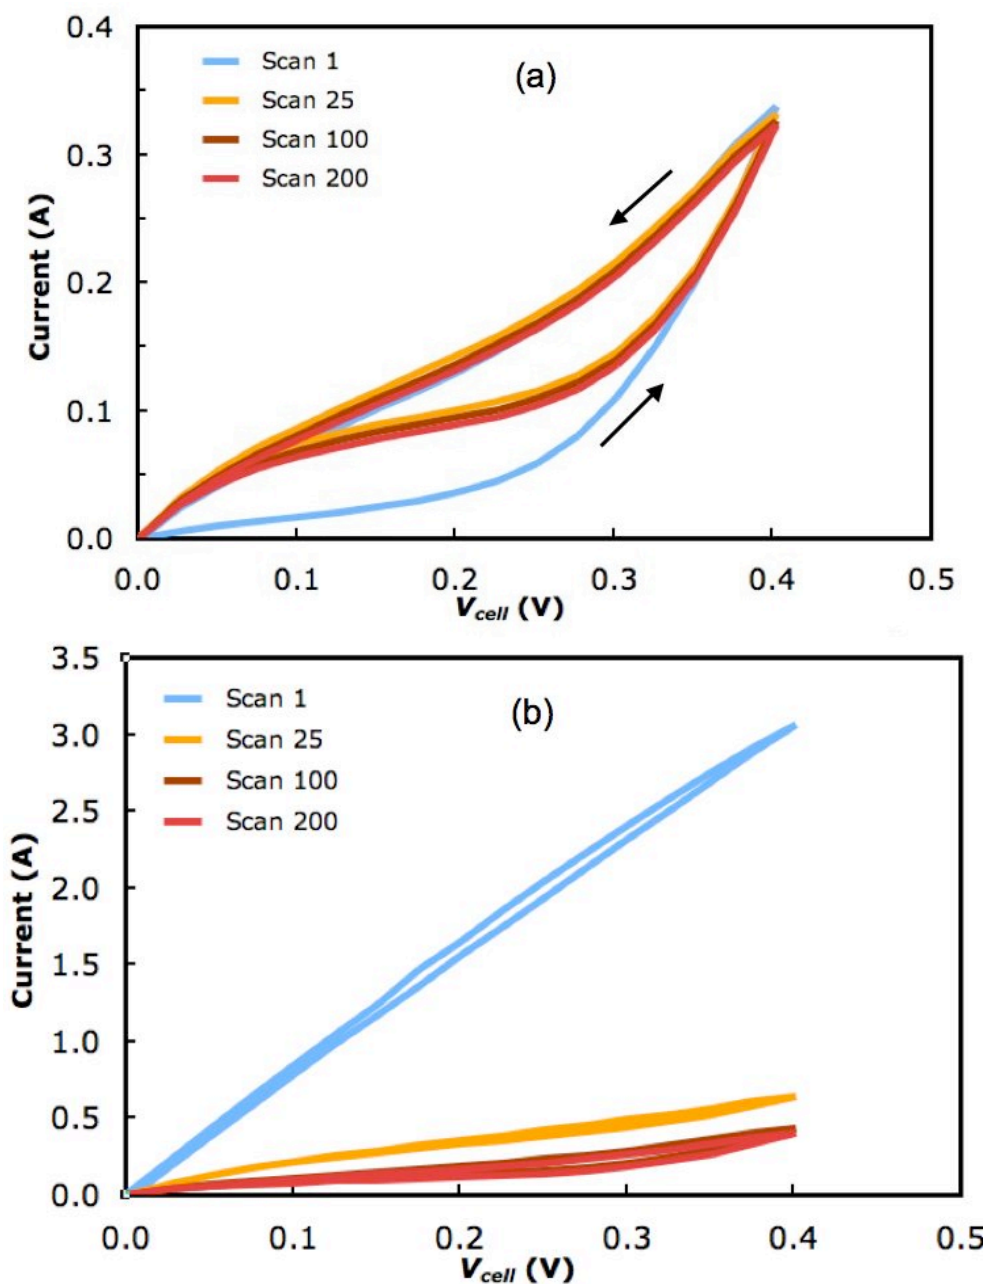 0.4
Scan 1
(a)
Scan 25
Scan 100
0.3
Scan 200
Current (A)
0.2
0.1
0.0
0.0 0.1 0.2 0.3 0.4 0.5
Vcell (V)
3.5
Scan 1
(b)
3.0
Scan 25
Scan 100
2.5
Scan 200
Current (A)
2.0
1.5
1.0
0.5
0.0
0.0 0.1 0.2 0.3 0.4 0.5
Vcell (V)